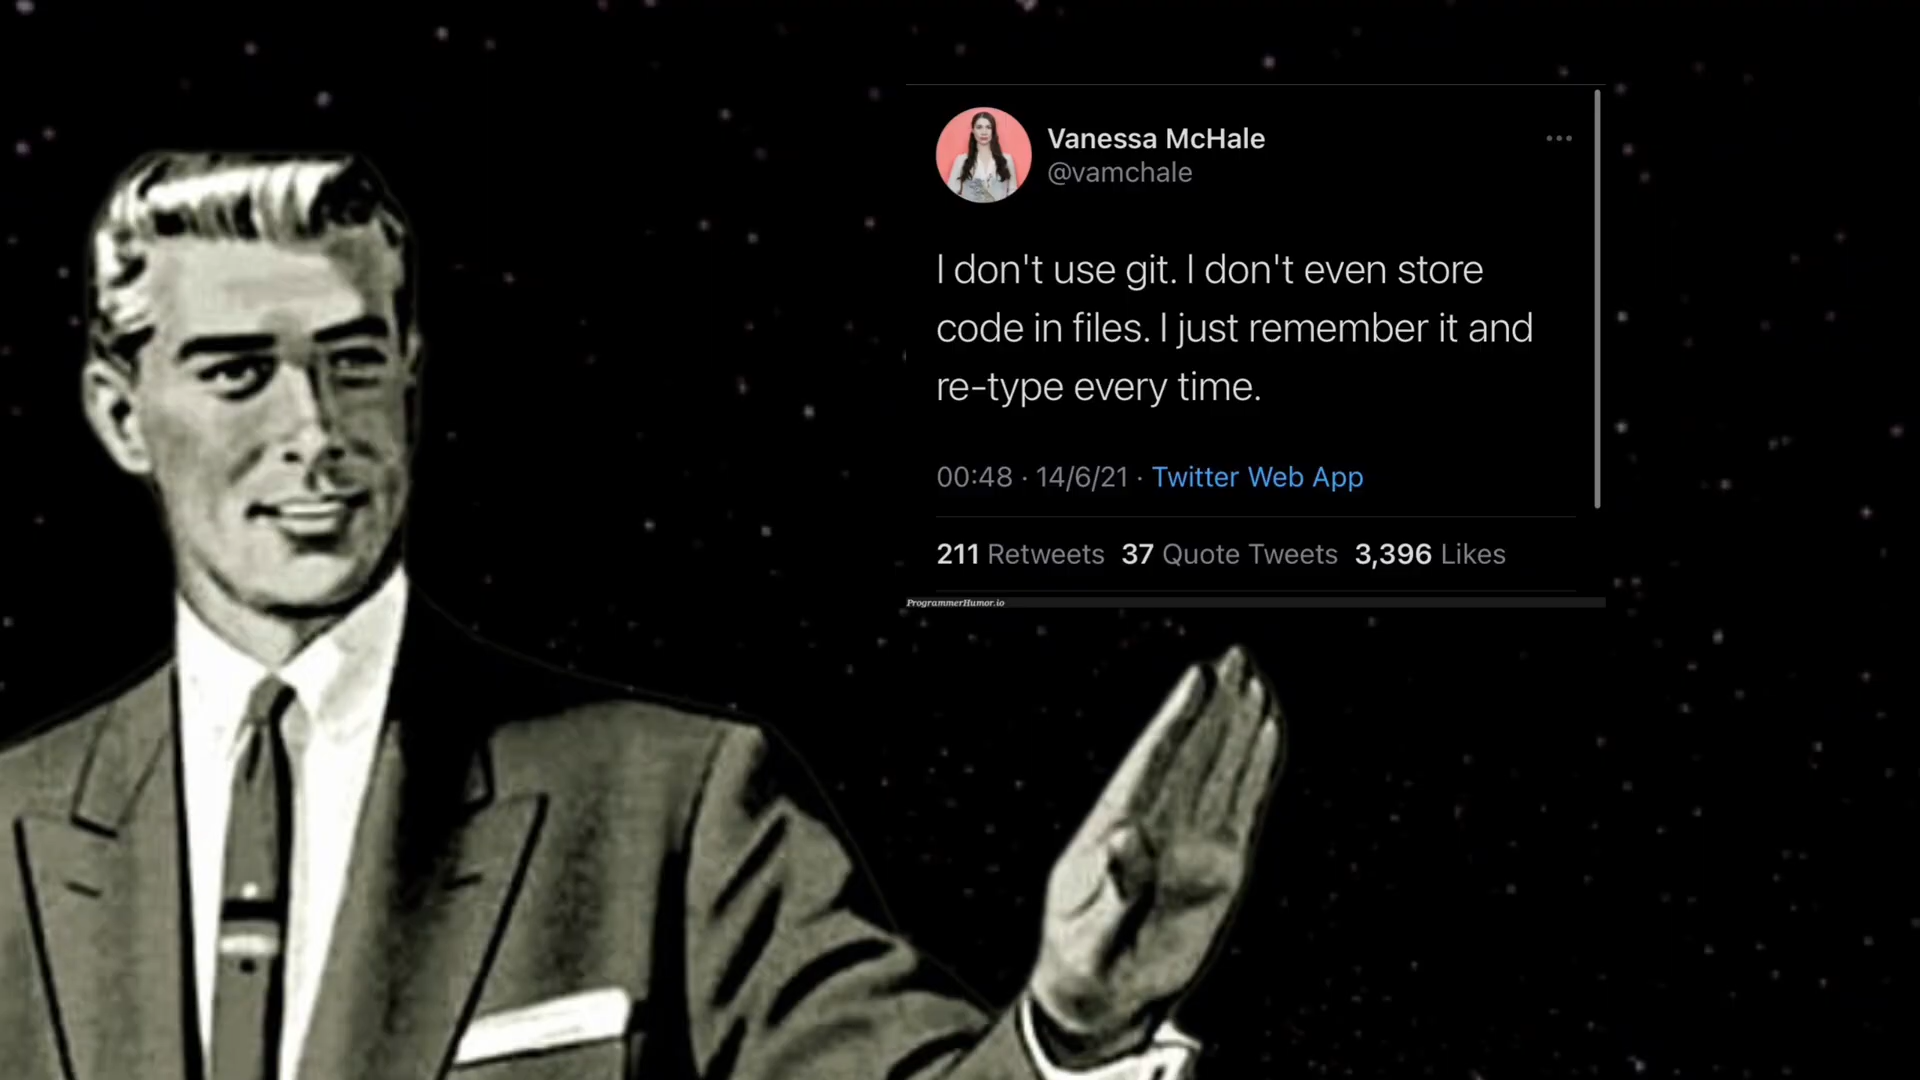 Vanessa McHale
@vamchale
I don't use git. I don't even store
code in files. I just remember it and
re-type every time.
00:48 · 14/6/21 · Twitter Web App
211 Retweets 37 Quote Tweets 3,396 Likes
ProgrammerHumor.io